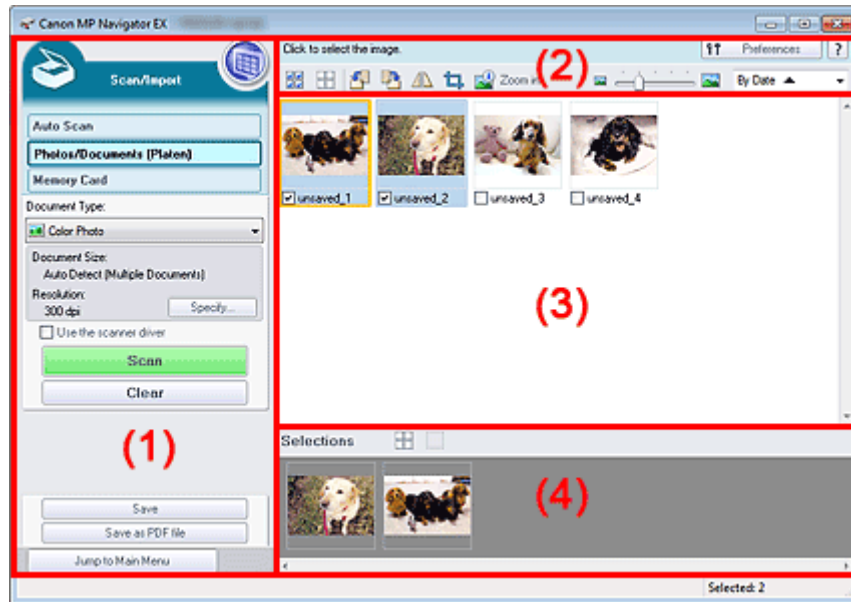 Canon MP Navigator EX
Scan/Import
Auto Scan
Photos/Documents (Platen)
Memory Card
Document Type:
Color Photo
Document Size:
Auto Detect (Multiple Documents)
Resolution:
300 dpi
Specify...
Use the scanner diver
Scan
Clear
(1)
Save
Save as PDF file
Jump to Main Menu
Click to select the image.
Preferences
?
(2)
Zoom in
By Date
unsaved_1
unsaved_2
unsaved_3
unsaved_4
(3)
Selections
(4)
Selected: 2